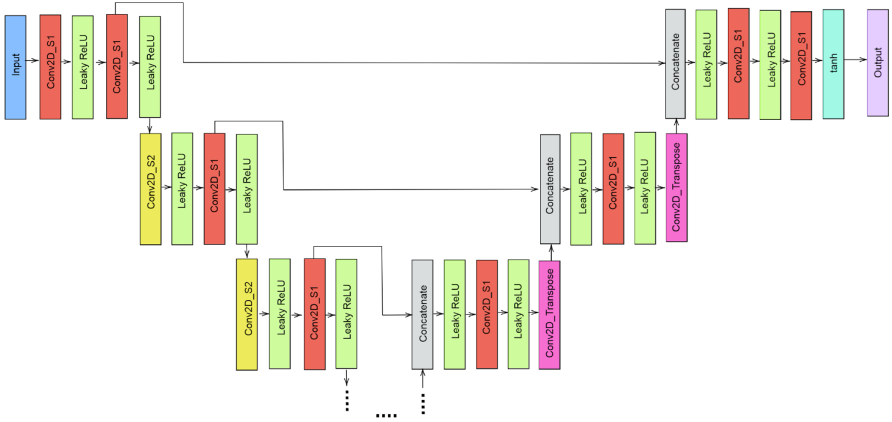 Input
Conv2D_S1
Leaky ReLU
Conv2D_S1
Leaky ReLU
Concatenate
Leaky ReLU
Conv2D_S1
Leaky ReLU
Conv2D_S1
tanh
Output
Conv2D_S2
Leaky ReLU
Conv2D_S1
Leaky ReLU
Concatenate
Leaky ReLU
Conv2D_S1
Leaky ReLU
Conv2D_Transpose
Conv2D_S2
Leaky ReLU
Conv2D_S1
Leaky ReLU
Concatenate
Leaky ReLU
Conv2D_S1
Leaky ReLU
Conv2D_Transpose